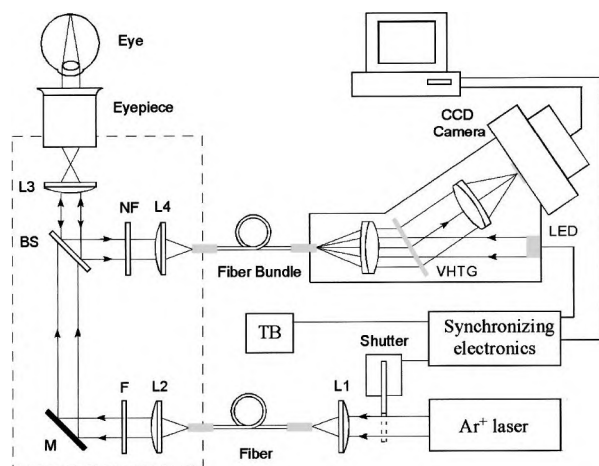 Eye
Eyepiece
CCD
Camera
L3
NF
L4
BS
LED
VHTG
Fiber Bundle
TB
Synchronizing
electronics
Shutter
F
L2
L1
M
Fiber
Ar+ laser